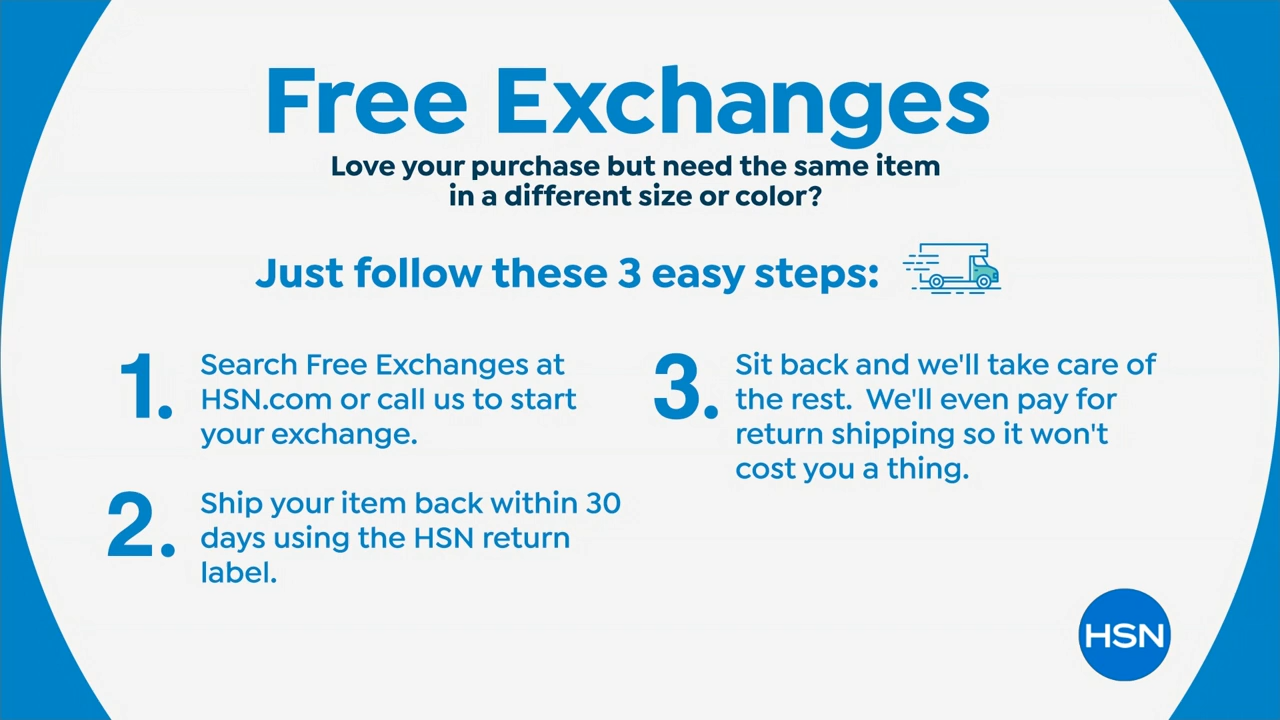 Free Exchanges
Love your purchase but need the same item
in a different size or color?
Just follow these 3 easy steps:
1. Search Free Exchanges at
HSN.com or call us to start
your exchange.
2. Ship your item back within 30
days using the HSN return
label.
3. Sit back and we'll take care of
the rest.  We'll even pay for
return shipping so it won't
cost you a thing.
HSN